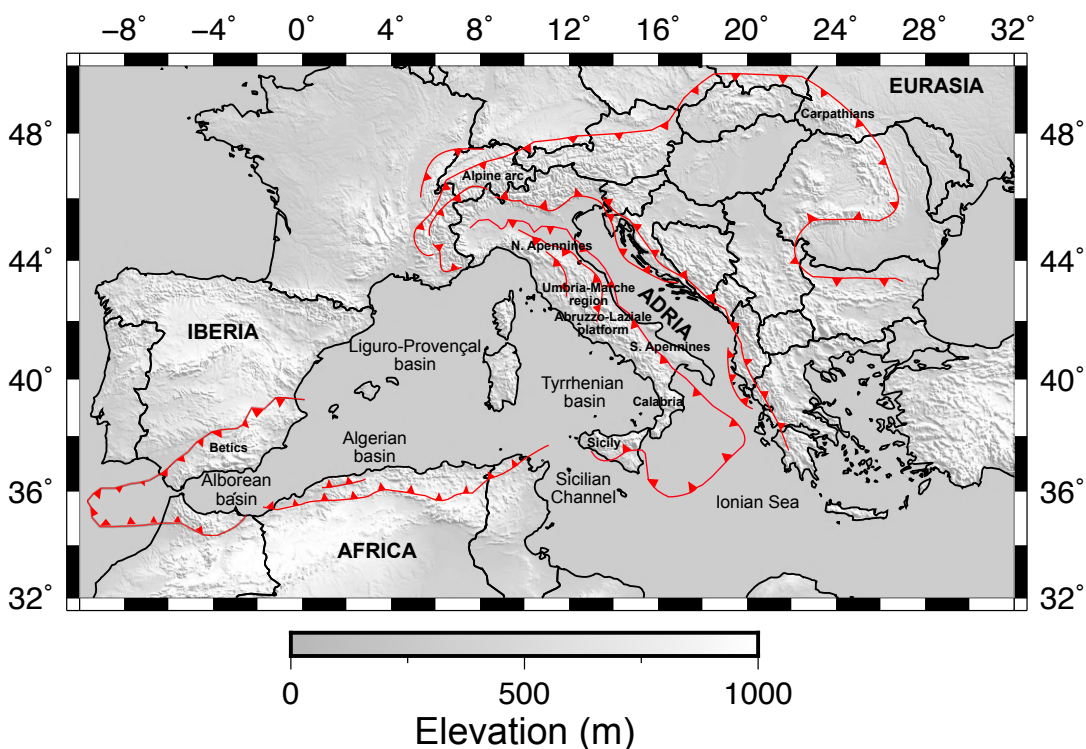 −8° −4° 0° 4° 8° 12° 16° 20° 24° 28° 32°
EURASIA
Carpathians
48° 48°
Alpine arc
N. Apennines
44° 44°
Umbria-Marche
region
ADRIA
Abruzzo-Laziale
platform
IBERIA
Liguro-Provençal
basin
S. Apennines
40° 40°
Tyrrhenian
basin
Calabria
Betics
Algerian
basin
Sicily
Alborean
basin
Sicilian
Channel
Ionian Sea
36° 36°
AFRICA
32° 32°
0 500 1000
Elevation (m)